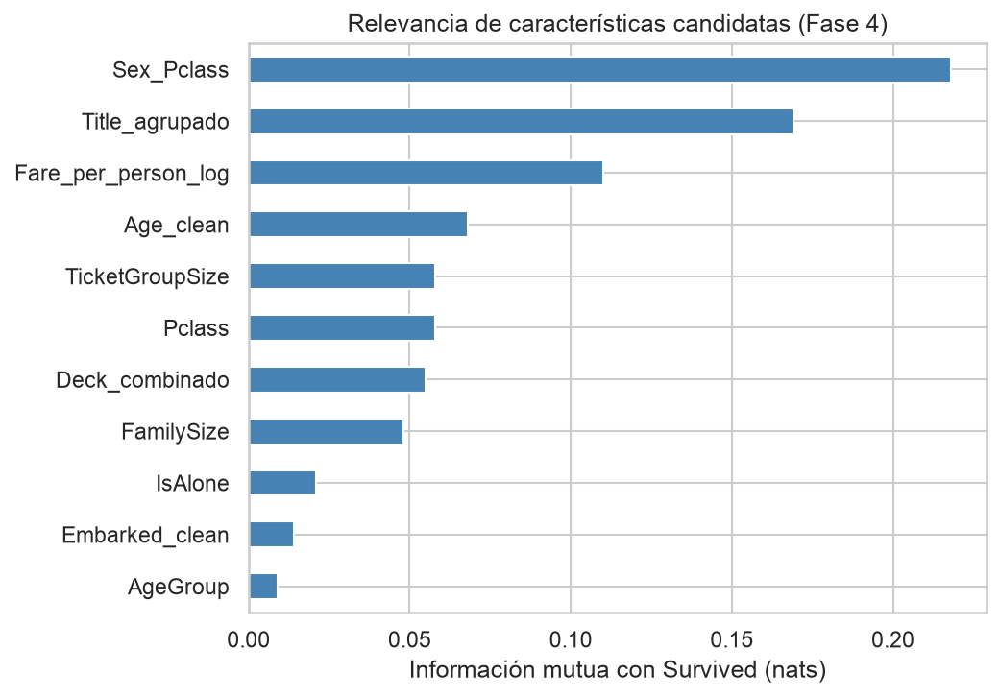 Relevancia de características candidatas (Fase 4)
Sex_Pclass
Title_agrupado
Fare_per_person_log
Age_clean
TicketGroupSize
Pclass
Deck_combinado
FamilySize
IsAlone
Embarked_clean
AgeGroup
0.00 0.05 0.10 0.15 0.20
Información mutua con Survived (nats)